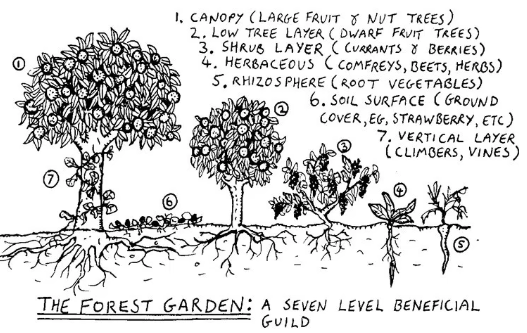 1. CANOPY (LARGE FRUIT & NUT TREES)
2. LOW TREE LAYER (DWARF FRUIT TREES)
3. SHRUB LAYER (CURRANTS & BERRIES)
4. HERBACEOUS (COMFREYS, BEETS, HERBS)
5. RHIZOSPHERE (ROOT VEGETABLES)
6. SOIL SURFACE (GROUND
COVER, EG, STRAWBERRY, ETC)
7. VERTICAL LAYER
(CLIMBERS, VINES)
1
2
3
4
5
6
7
THE FOREST GARDEN: A SEVEN LEVEL BENEFICIAL
GUILD